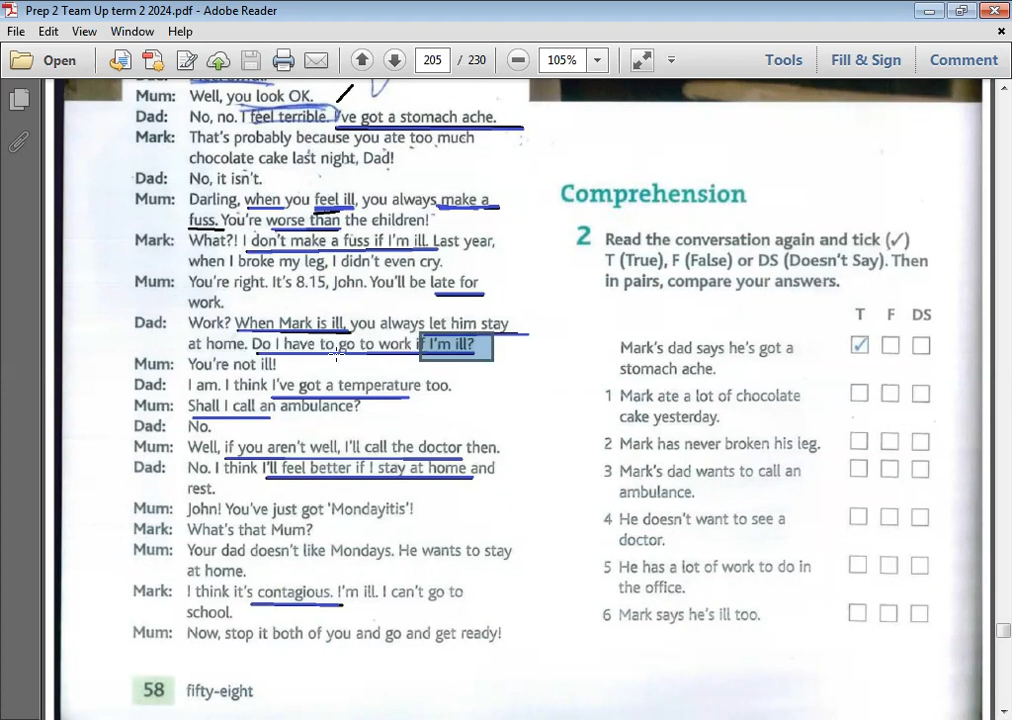 Prep 2 Team Up term 2 2024.pdf - Adobe Reader
File Edit View Window Help
Open 205 / 230 105% Tools Fill & Sign Comment
Mum: Well, you look OK.
Dad: No, no. I feel terrible. I've got a stomach ache.
Mark: That's probably because you ate too much
chocolate cake last night, Dad!
Dad: No, it isn't.
Mum: Darling, when you feel ill, you always make a
fuss. You're worse than the children!
Mark: What?! I don't make a fuss if I'm ill. Last year,
when I broke my leg, I didn't even cry.
Mum: You're right. It's 8.15, John. You'll be late for
work.
Dad: Work? When Mark is ill, you always let him stay
at home. Do I have to go to work if I'm ill?
Mum: You're not ill!
Dad: I am. I think I've got a temperature too.
Mum: Shall I call an ambulance?
Dad: No.
Mum: Well, if you aren't well, I'll call the doctor then.
Dad: No. I think I'll feel better if I stay at home and
rest.
Mum: John! You've just got 'Mondayitis'!
Mark: What's that Mum?
Mum: Your dad doesn't like Mondays. He wants to stay
at home.
Mark: I think it's contagious. I'm ill. I can't go to
school.
Mum: Now, stop it both of you and go and get ready!
58 fifty-eight
Comprehension
2 Read the conversation again and tick (✓)
T (True), F (False) or DS (Doesn't Say). Then
in pairs, compare your answers.
T F DS
Mark's dad says he's got a
stomach ache.
1 Mark ate a lot of chocolate
cake yesterday.
2 Mark has never broken his leg.
3 Mark's dad wants to call an
ambulance.
4 He doesn't want to see a
doctor.
5 He has a lot of work to do in
the office.
6 Mark says he's ill too.